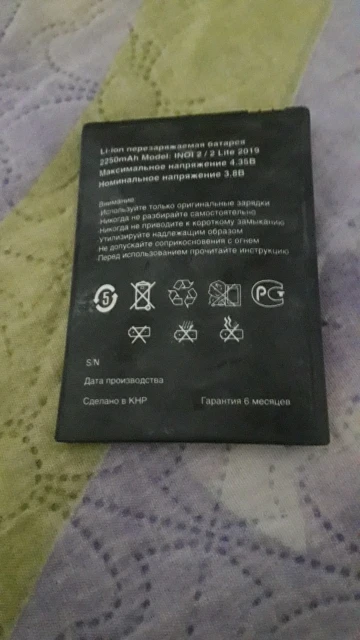 Li-ion перезаряжаемая батарея
2250mAh Model: INOI 2 / 2 Lite 2019
Максимальное напряжение 4.35В
Номинальное напряжение 3.8В
Внимание:
Используйте только оригинальные зарядки
Никогда не разбирайте самостоятельно
Никогда не приводите к короткому замыканию
утилизируйте надлежащим образом
Не допускайте соприкосновения с огнем
Перед использованием прочитайте инструкцию
5
РС
S/N
Дата производства
Сделано в КНР
Гарантия 6 месяцев